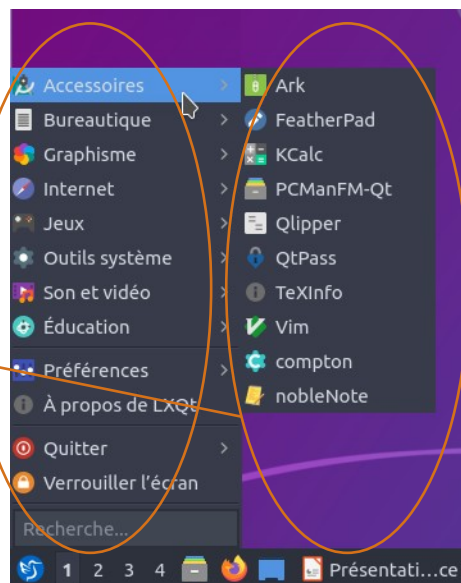 Accessoires
Bureautique
Graphisme
Internet
Jeux
Outils système
Son et vidéo
Éducation
Préférences
À propos de LXQt
Quitter
Verrouiller l'écran
Recherche...
Ark
FeatherPad
KCalc
PCManFM-Qt
Qlipper
QtPass
TeXInfo
Vim
compton
nobleNote
1 2 3 4 Présentati...ce